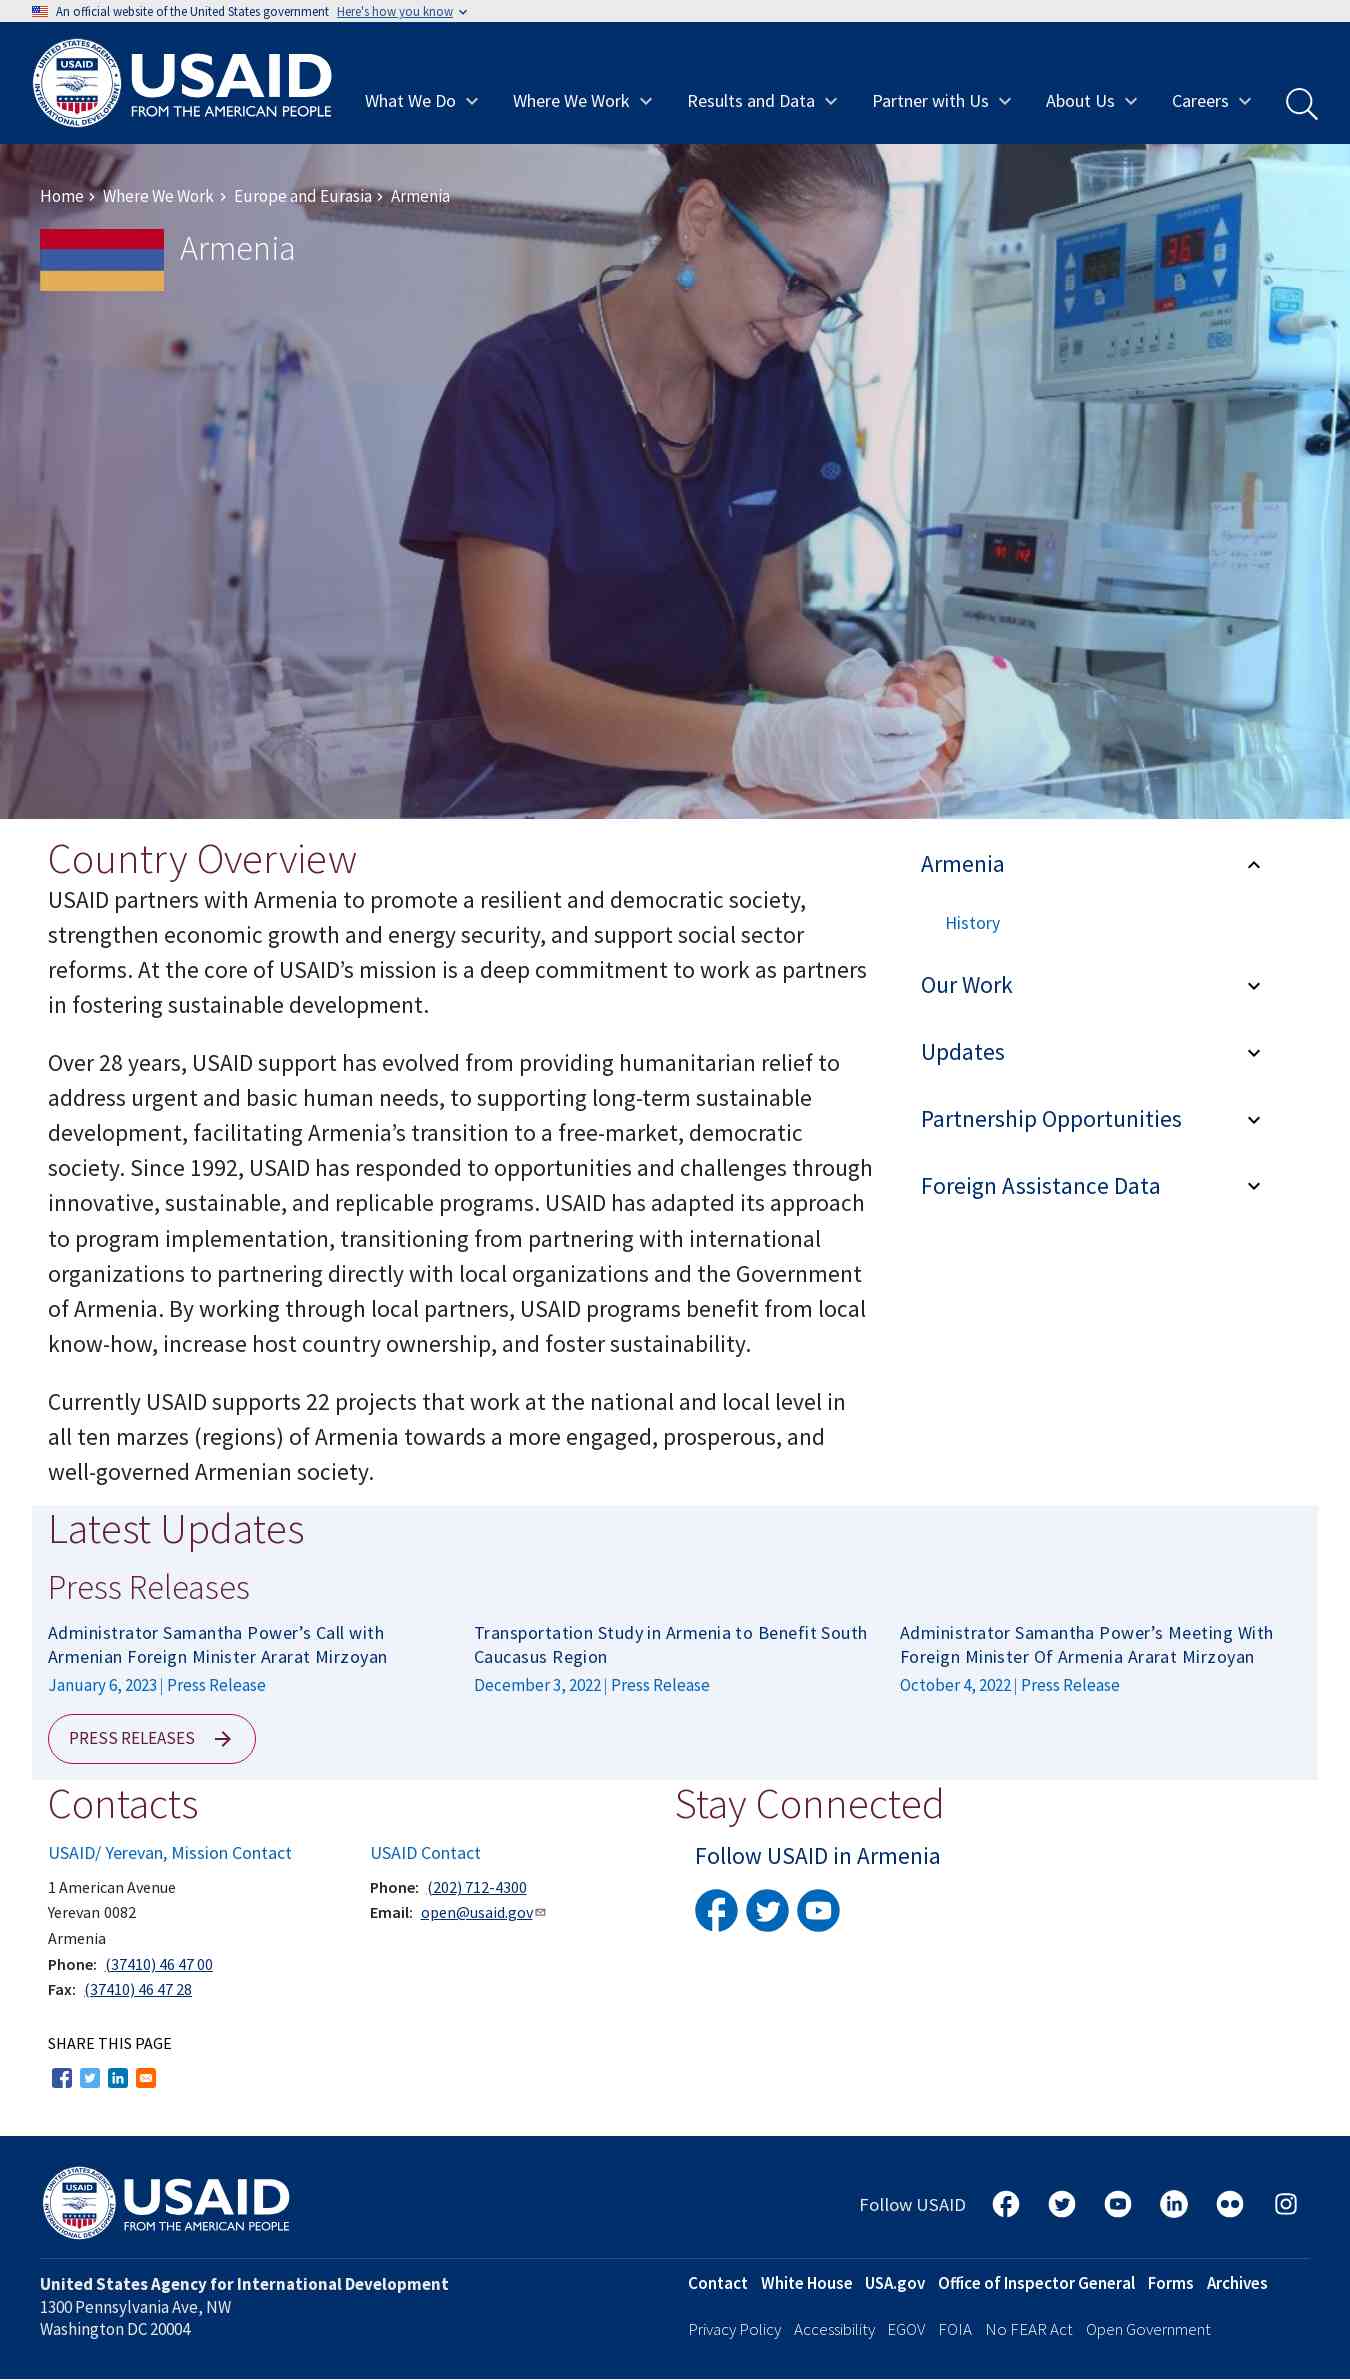 An official website of the United States government Here's how you know
USAID
FROM THE AMERICAN PEOPLE
What We Do
Where We Work
Results and Data
Partner with Us
About Us
Careers
Home › Where We Work › Europe and Eurasia › Armenia
Armenia
Country Overview
USAID partners with Armenia to promote a resilient and democratic society,
strengthen economic growth and energy security, and support social sector
reforms. At the core of USAID’s mission is a deep commitment to work as partners
in fostering sustainable development.
Over 28 years, USAID support has evolved from providing humanitarian relief to
address urgent and basic human needs, to supporting long-term sustainable
development, facilitating Armenia’s transition to a free-market, democratic
society. Since 1992, USAID has responded to opportunities and challenges through
innovative, sustainable, and replicable programs. USAID has adapted its approach
to program implementation, transitioning from partnering with international
organizations to partnering directly with local organizations and the Government
of Armenia. By working through local partners, USAID programs benefit from local
know-how, increase host country ownership, and foster sustainability.
Currently USAID supports 22 projects that work at the national and local level in
all ten marzes (regions) of Armenia towards a more engaged, prosperous, and
well-governed Armenian society.
Armenia
History
Our Work
Updates
Partnership Opportunities
Foreign Assistance Data
Latest Updates
Press Releases
Administrator Samantha Power’s Call with
Armenian Foreign Minister Ararat Mirzoyan
January 6, 2023 | Press Release
Transportation Study in Armenia to Benefit South
Caucasus Region
December 3, 2022 | Press Release
Administrator Samantha Power’s Meeting With
Foreign Minister Of Armenia Ararat Mirzoyan
October 4, 2022 | Press Release
PRESS RELEASES
Contacts
USAID/ Yerevan, Mission Contact
1 American Avenue
Yerevan 0082
Armenia
Phone: (37410) 46 47 00
Fax: (37410) 46 47 28
USAID Contact
Phone: (202) 712-4300
Email: open@usaid.gov
Stay Connected
Follow USAID in Armenia
SHARE THIS PAGE
USAID
FROM THE AMERICAN PEOPLE
Follow USAID
United States Agency for International Development
1300 Pennsylvania Ave, NW
Washington DC 20004
Contact White House USA.gov Office of Inspector General Forms Archives
Privacy Policy Accessibility EGOV FOIA No FEAR Act Open Government